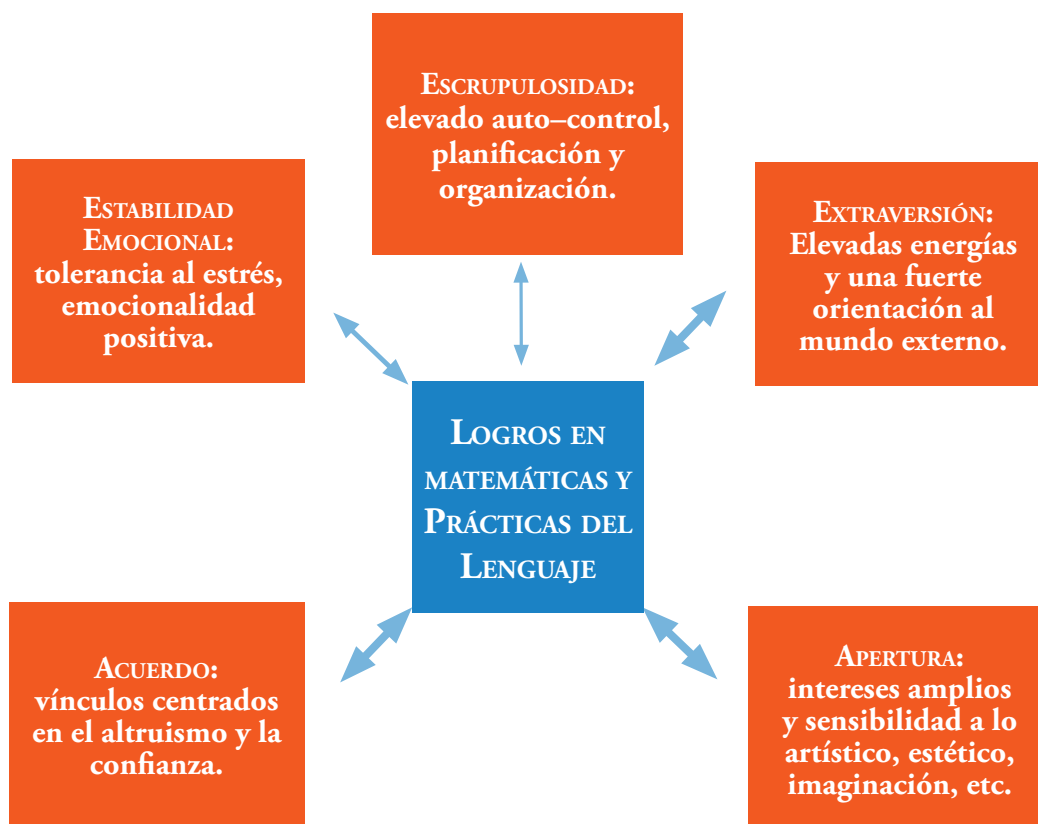 Escrupulosidad:
elevado auto–control,
planificación y
organización.
Estabilidad
Emocional:
tolerancia al estrés,
emocionalidad
positiva.
Extraversión:
Elevadas energías
y una fuerte
orientación al
mundo externo.
Logros en
matemáticas y
Prácticas del
Lenguaje
Acuerdo:
vínculos centrados
en el altruismo y la
confianza.
Apertura:
intereses amplios
y sensibilidad a lo
artístico, estético,
imaginación, etc.